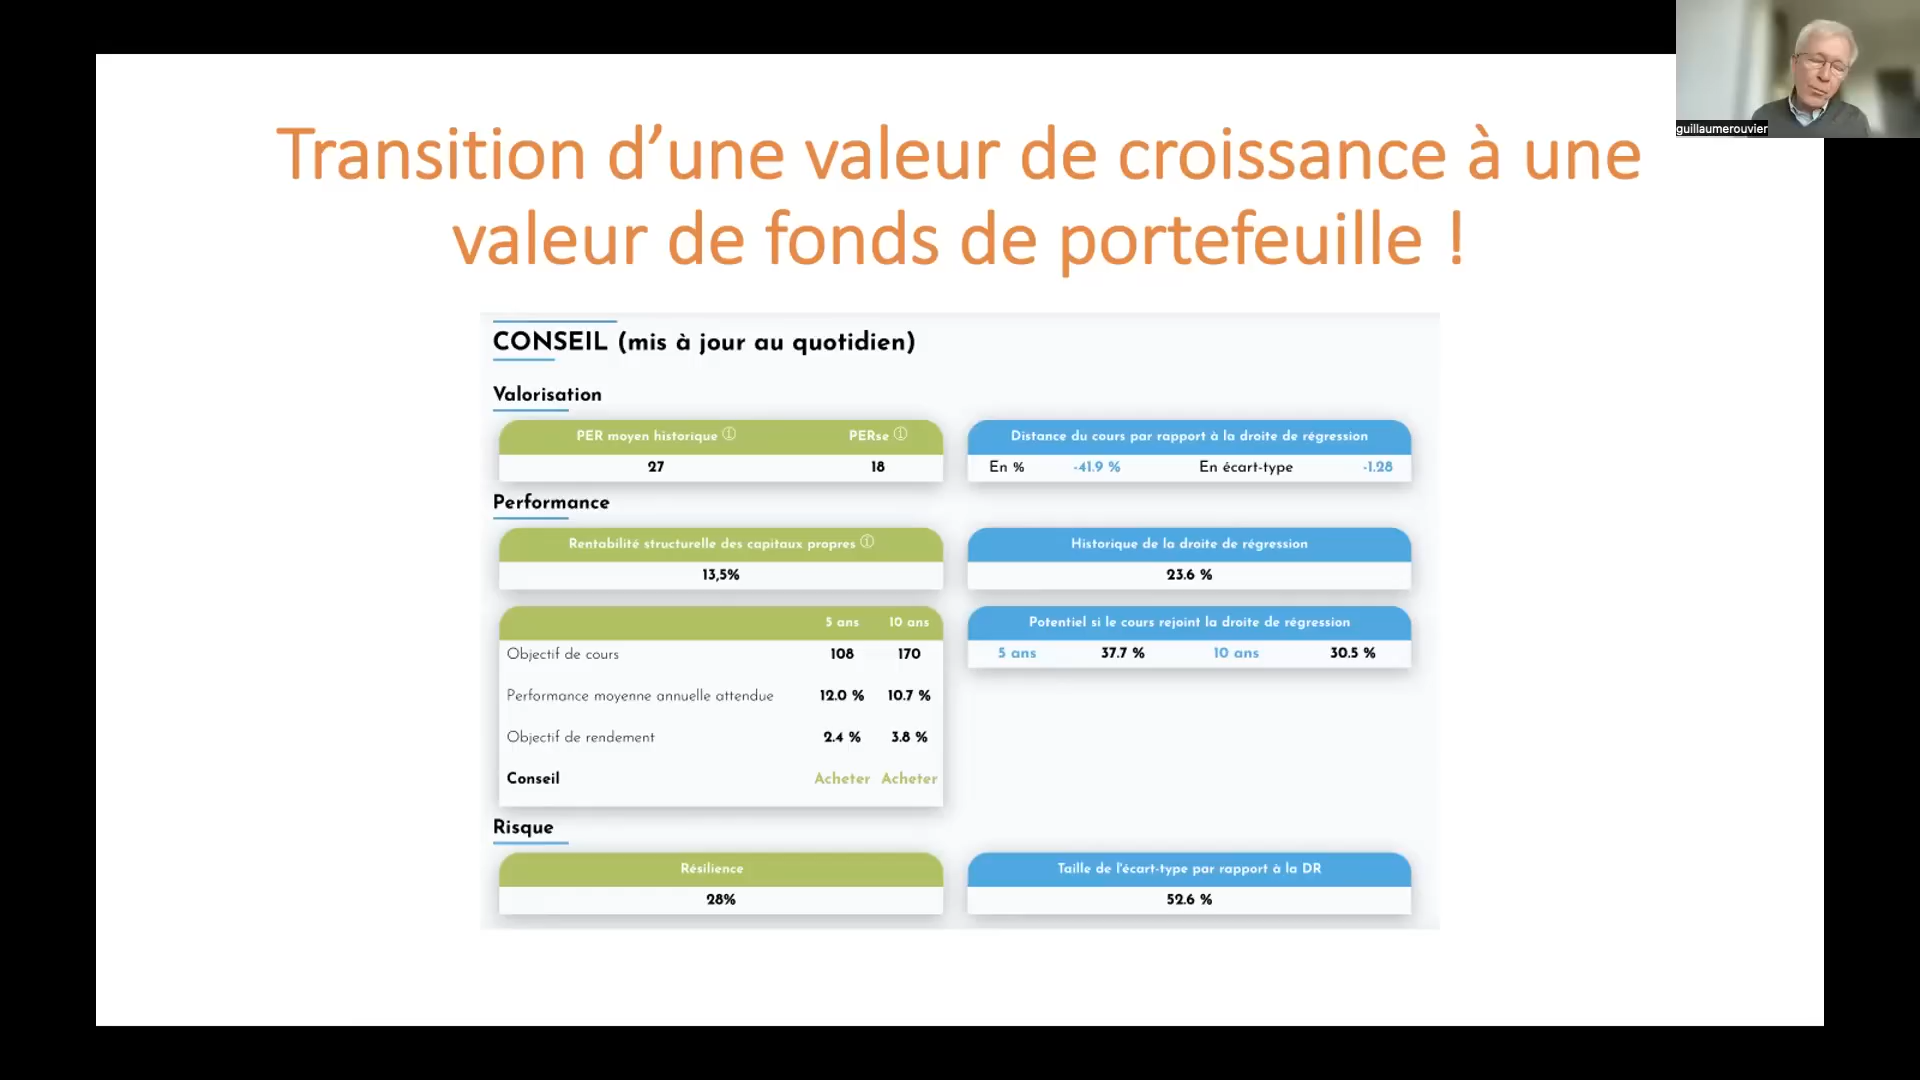 guillaumerouvier
Transition d’une valeur de croissance à une
valeur de fonds de portefeuille !
CONSEIL (mis à jour au quotidien)
Valorisation
PER moyen historique ⓘ PERse ⓘ
27 18
Distance du cours par rapport à la droite de régression
En % -41.9 % En écart-type -1.28
Performance
Rentabilité structurelle des capitaux propres ⓘ
13,5%
Historique de la droite de régression
23.6 %
5 ans 10 ans
Objectif de cours 108 170
Performance moyenne annuelle attendue 12.0 % 10.7 %
Objectif de rendement 2.4 % 3.8 %
Conseil Acheter Acheter
Potentiel si le cours rejoint la droite de régression
5 ans 37.7 % 10 ans 30.5 %
Risque
Résilience
28%
Taille de l'écart-type par rapport à la DR
52.6 %